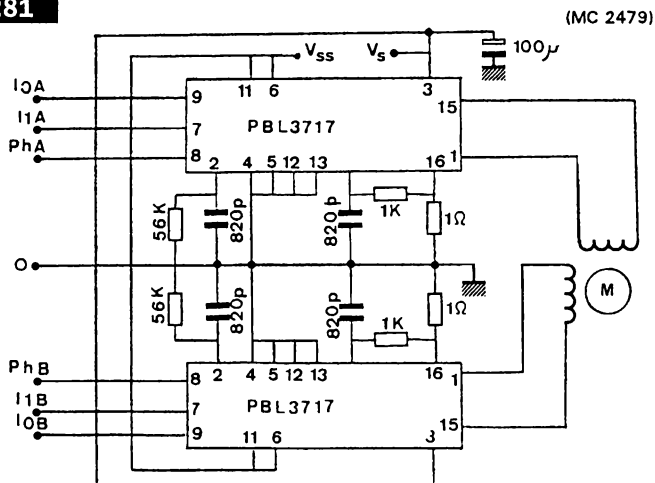 281
(MC 2479)
VSS
VS
100µ
I0A
I1A
PhA
9
7
8
11 6
3
15
1
PBL3717
2 4 5 12 13
16
56K
820p
820p
1K
1Ω
O
56K
820p
820p
1K
1Ω
M
PhB
I1B
I0B
8
7
9
2 4 5 12 13
16
1
15
PBL3717
11 6
3